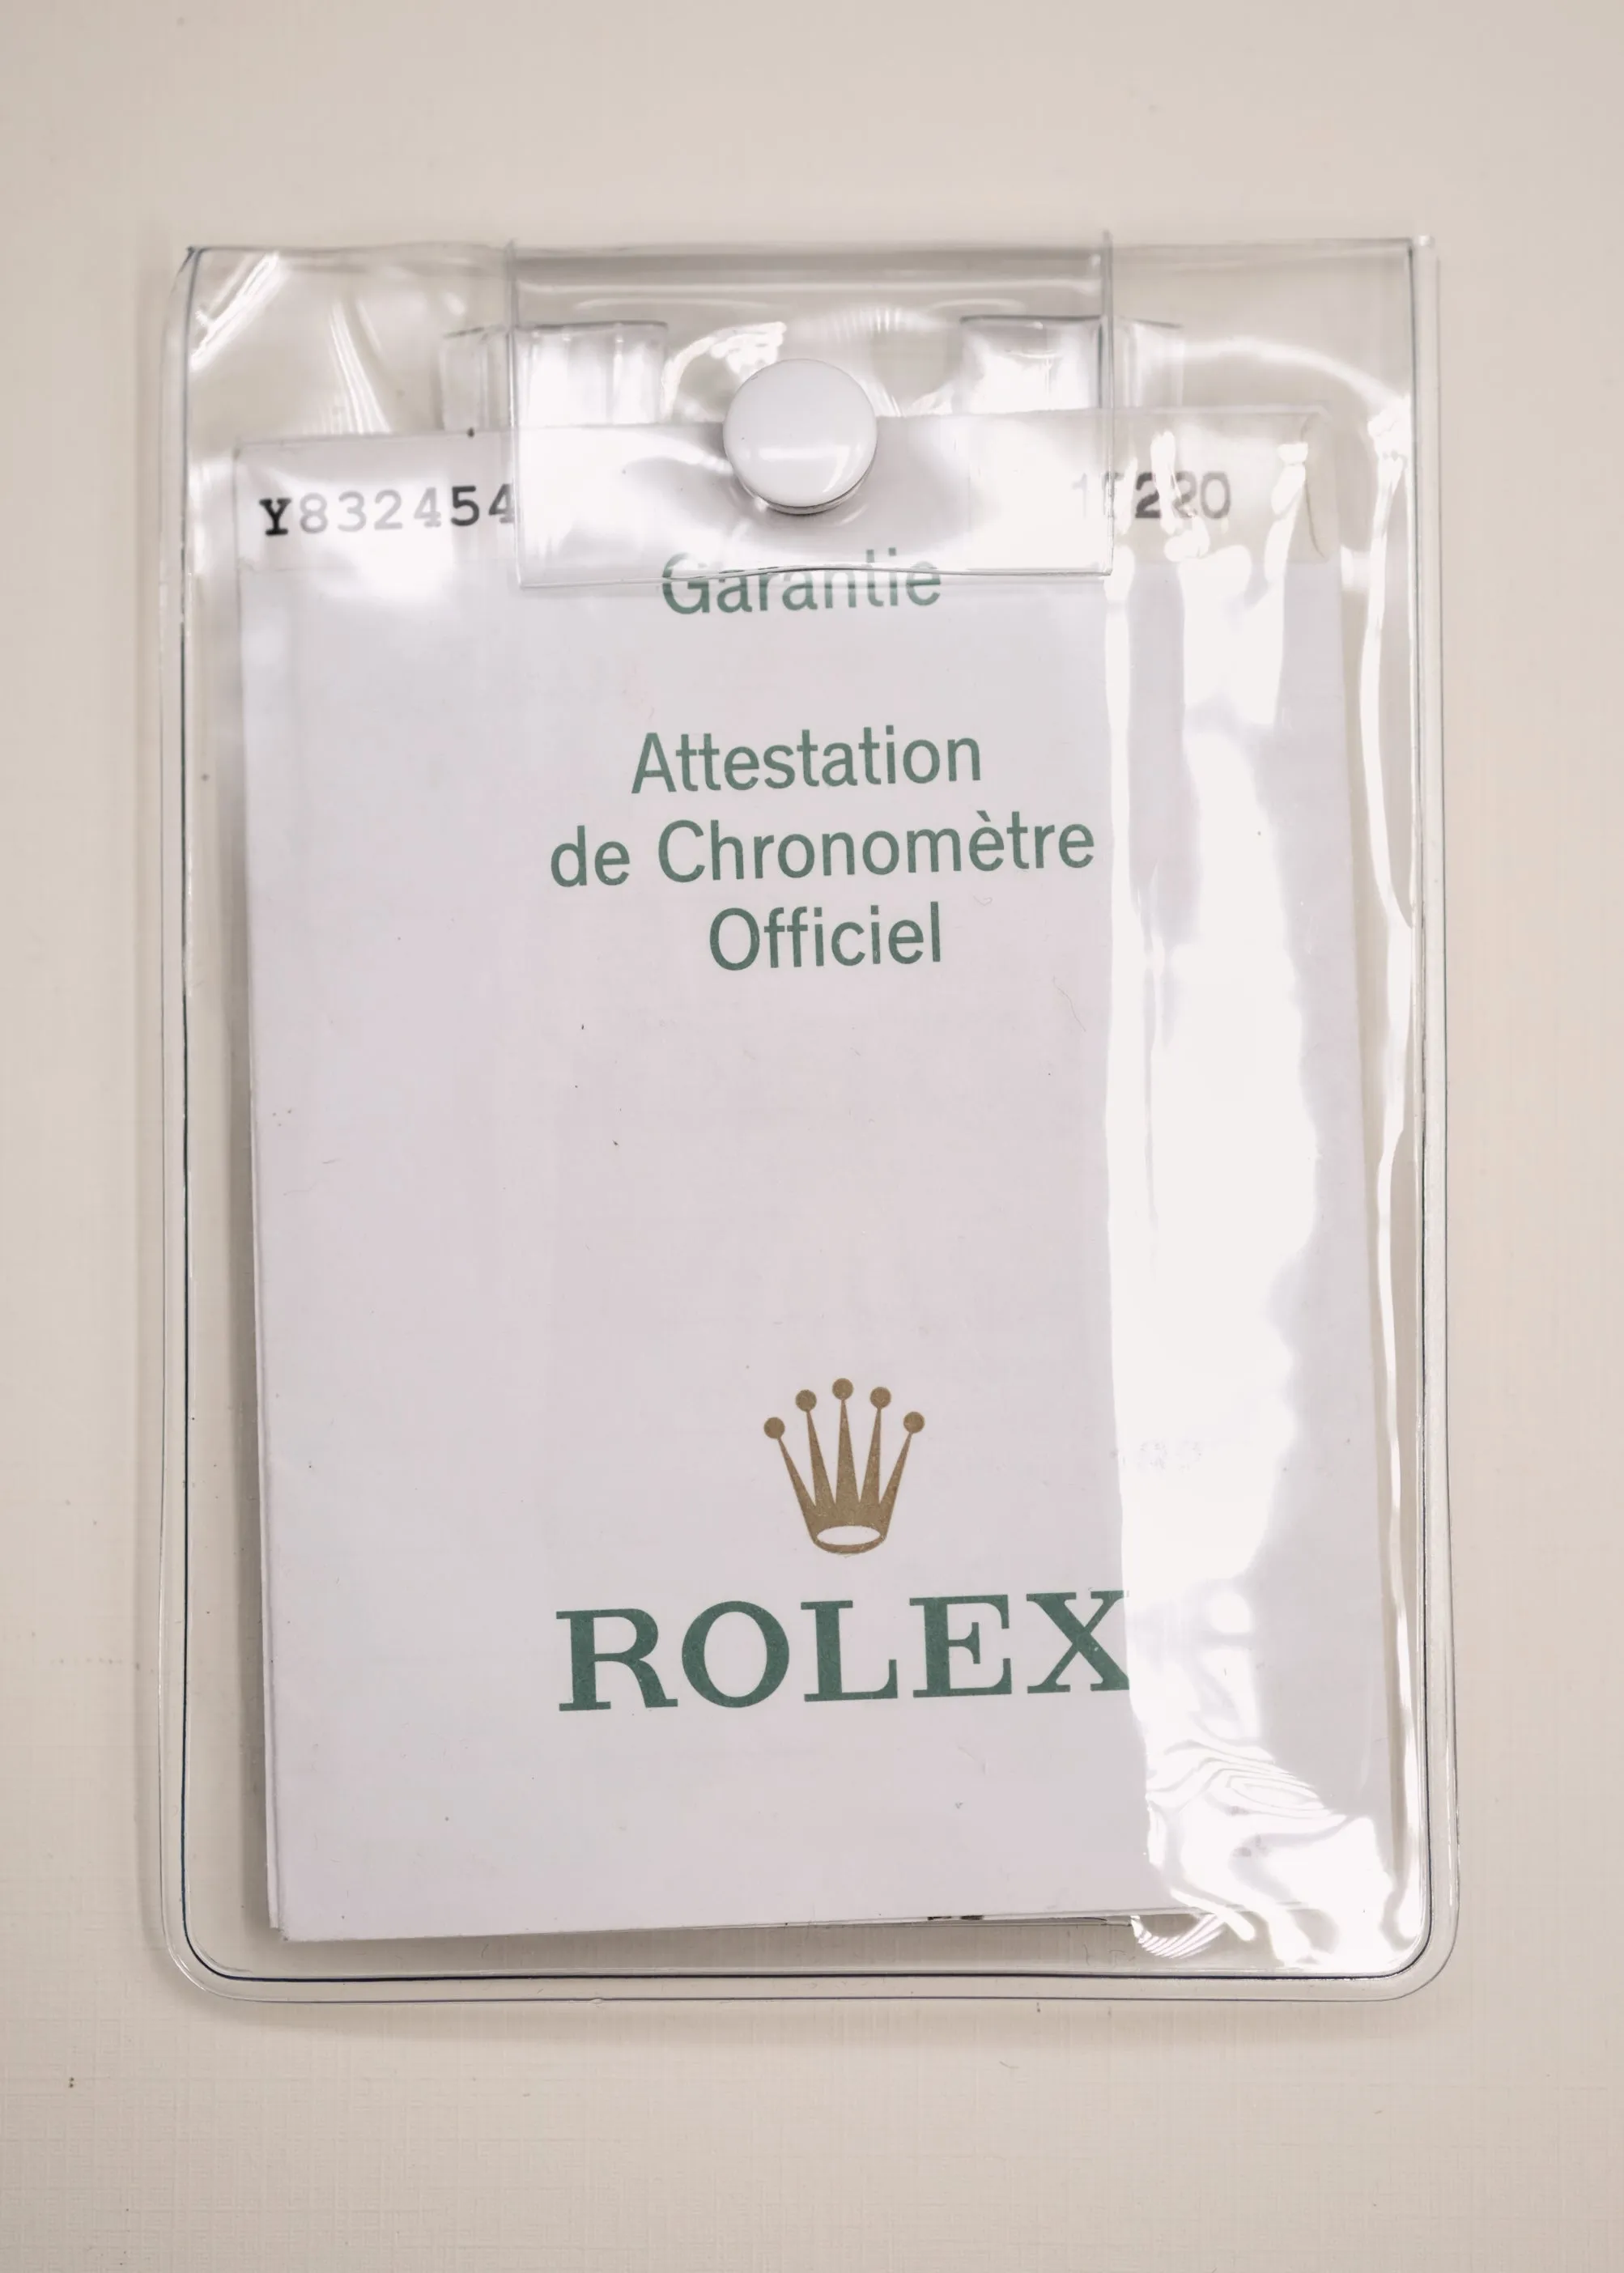 Y832454
Garantie
Attestation
de Chronomètre
Officiel
ROLEX